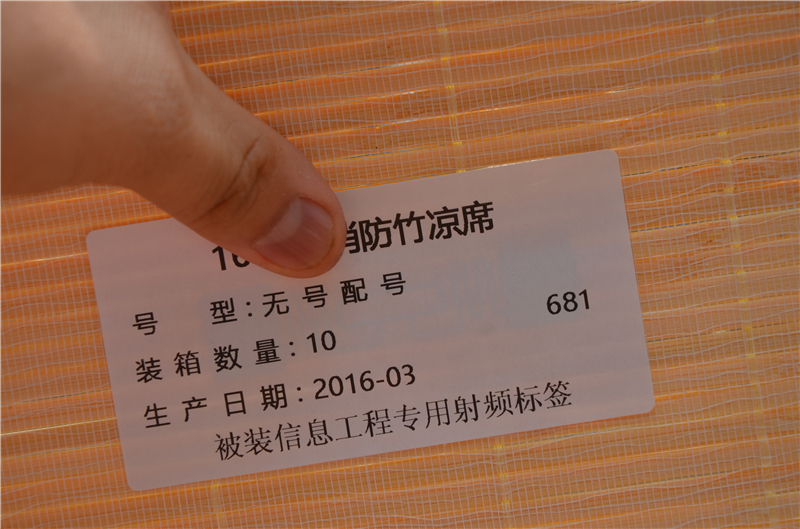 防竹凉席
号 型:无号配号
装箱数量:10
681
生产日期:2016-03
被装信息工程专用射频标签